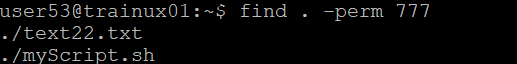 user53@trainux01:~$ find . -perm 777
./text22.txt
./myScript.sh